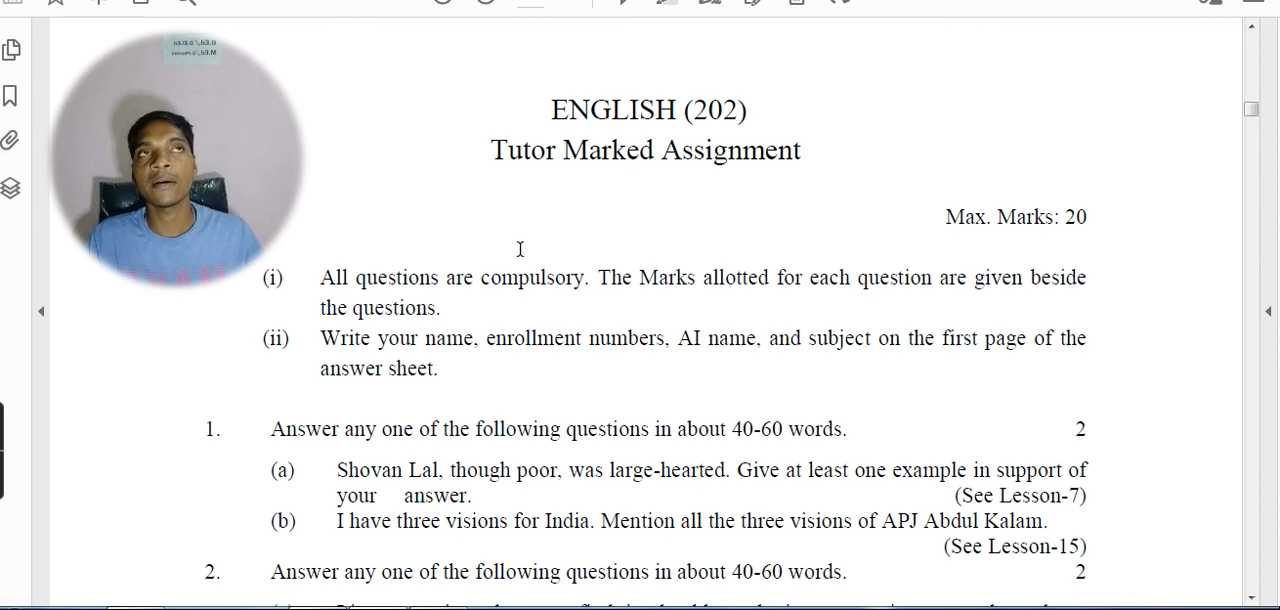 ENGLISH (202)
Tutor Marked Assignment
Max. Marks: 20
(i) All questions are compulsory. The Marks allotted for each question are given beside
the questions.
(ii) Write your name, enrollment numbers, AI name, and subject on the first page of the
answer sheet.
1. Answer any one of the following questions in about 40-60 words. 2
(a) Shovan Lal, though poor, was large-hearted. Give at least one example in support of
your answer. (See Lesson-7)
(b) I have three visions for India. Mention all the three visions of APJ Abdul Kalam.
(See Lesson-15)
2. Answer any one of the following questions in about 40-60 words. 2